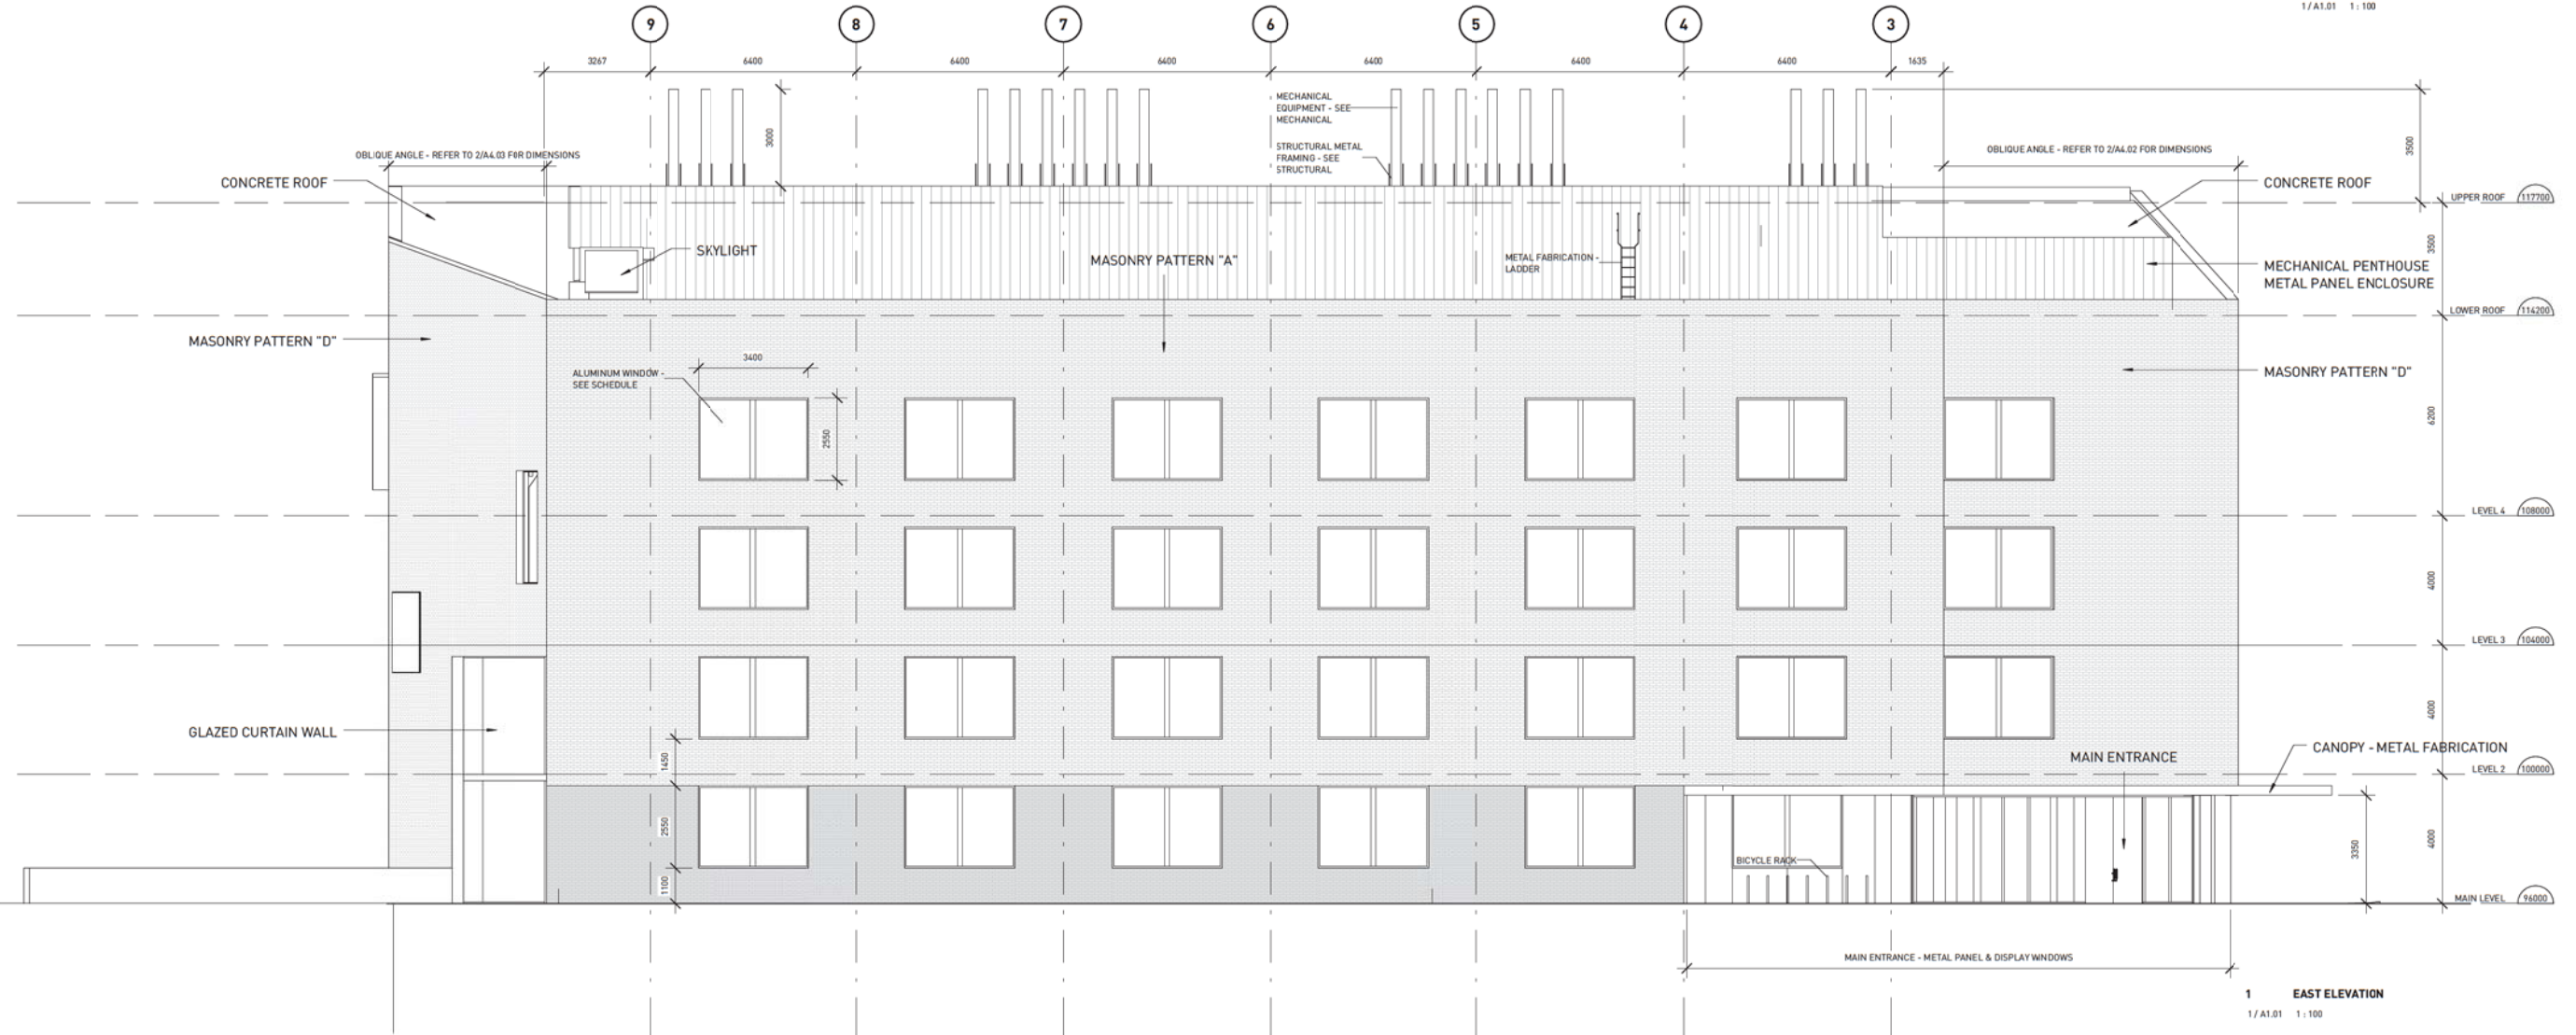 1 / A1.01 1 : 100
9 8 7 6 5 4 3
3267 6400 6400 6400 6400 6400 6400 1635
3000
MECHANICAL
EQUIPMENT - SEE
MECHANICAL
STRUCTURAL METAL
FRAMING - SEE
STRUCTURAL
OBLIQUE ANGLE - REFER TO 2/A4.03 FOR DIMENSIONS
OBLIQUE ANGLE - REFER TO 2/A4.02 FOR DIMENSIONS
3500
CONCRETE ROOF
CONCRETE ROOF
UPPER ROOF 117700
SKYLIGHT
MASONRY PATTERN "A"
METAL FABRICATION -
LADDER
3500
MECHANICAL PENTHOUSE
METAL PANEL ENCLOSURE
LOWER ROOF 114200
MASONRY PATTERN "D"
3400
ALUMINUM WINDOW -
SEE SCHEDULE
MASONRY PATTERN "D"
2550
6200
LEVEL 4 108000
4000
LEVEL 3 104000
4000
GLAZED CURTAIN WALL
1450
MAIN ENTRANCE
CANOPY - METAL FABRICATION
LEVEL 2 100000
2550
BICYCLE RACK
3350
4000
1100
MAIN LEVEL 96000
MAIN ENTRANCE - METAL PANEL & DISPLAY WINDOWS
1 EAST ELEVATION
1 / A1.01 1 : 100